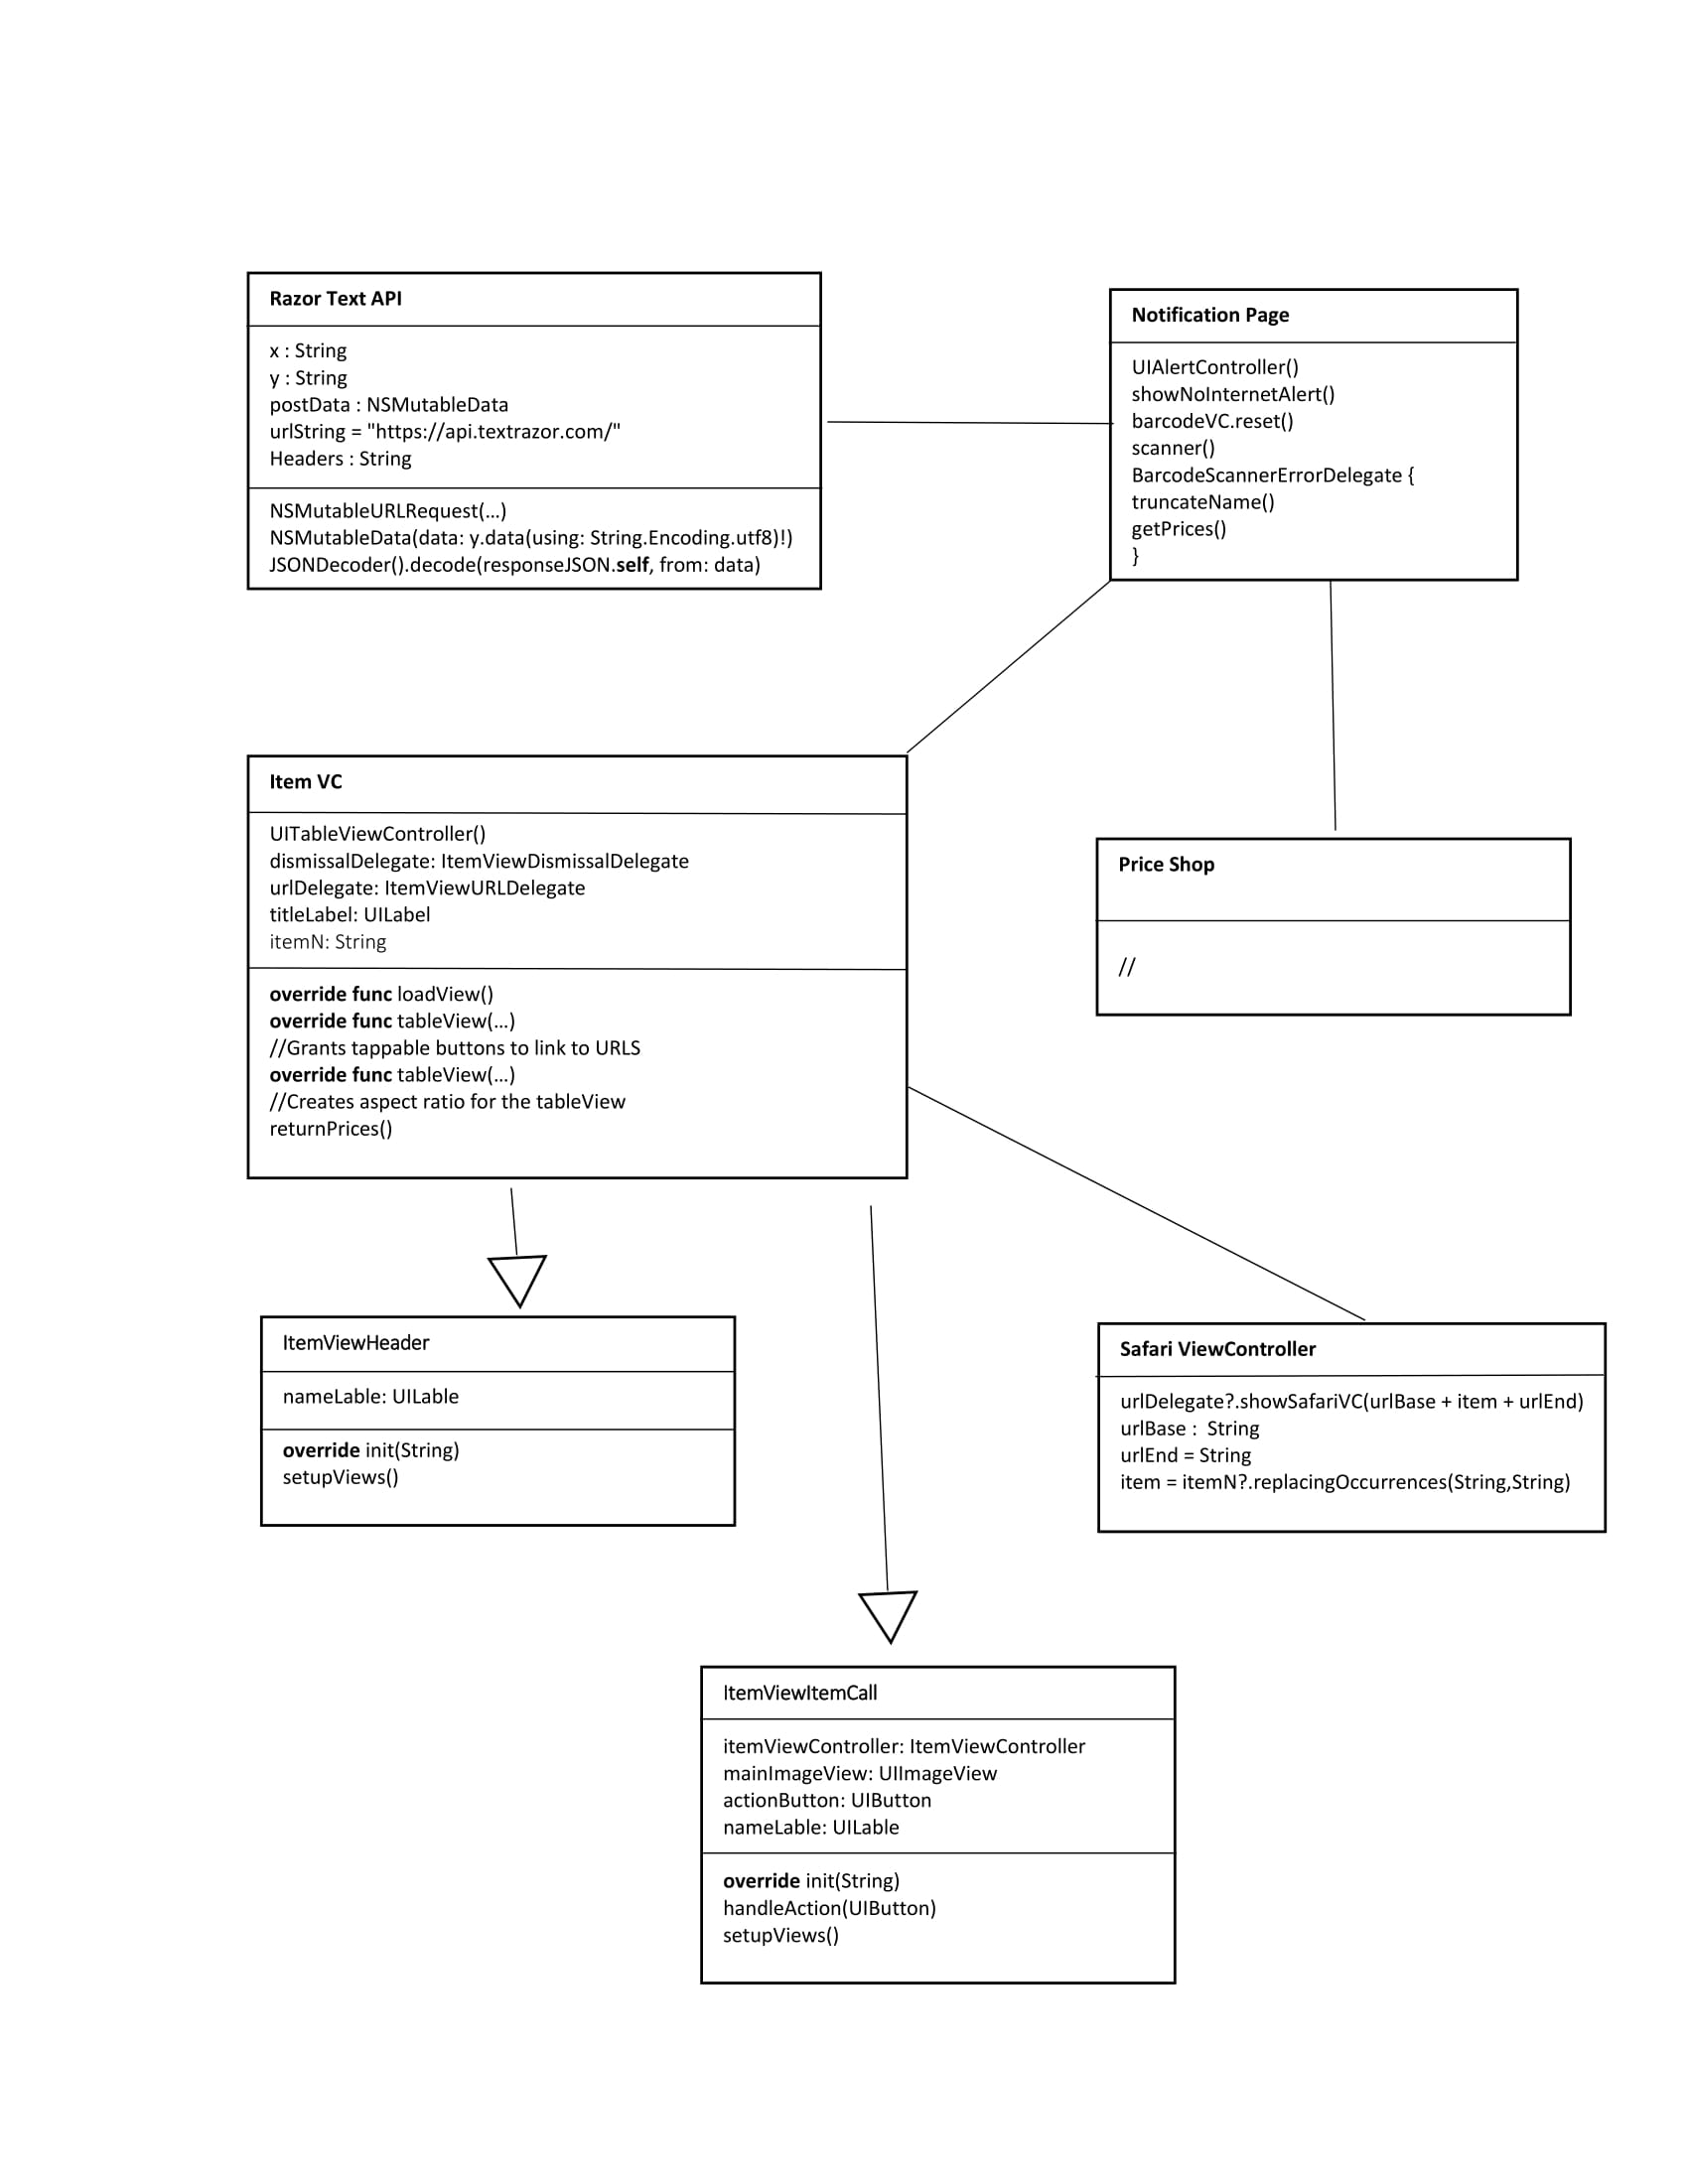 Razor Text API
x : String
y : String
postData : NSMutableData
urlString = "https://api.textrazor.com/"
Headers : String
NSMutableURLRequest(...)
NSMutableData(data: y.data(using: String.Encoding.utf8)!)
JSONDecoder().decode(responseJSON.self, from: data)
Notification Page
UIAlertController()
showNoInternetAlert()
barcodeVC.reset()
scanner()
BarcodeScannerErrorDelegate {
truncateName()
getPrices()
}
Item VC
UITableViewController()
dismissalDelegate: ItemViewDismissalDelegate
urlDelegate: ItemViewURLDelegate
titleLabel: UILabel
itemN: String
override func loadView()
override func tableView(...)
//Grants tappable buttons to link to URLS
override func tableView(...)
//Creates aspect ratio for the tableView
returnPrices()
Price Shop
//
ItemViewHeader
nameLable: UILable
override init(String)
setupViews()
Safari ViewController
urlDelegate?.showSafariVC(urlBase + item + urlEnd)
urlBase :  String
urlEnd = String
item = itemN?.replacingOccurrences(String,String)
ItemViewItemCall
itemViewController: ItemViewController
mainImageView: UIImageView
actionButton: UIButton
nameLable: UILable
override init(String)
handleAction(UIButton)
setupViews()